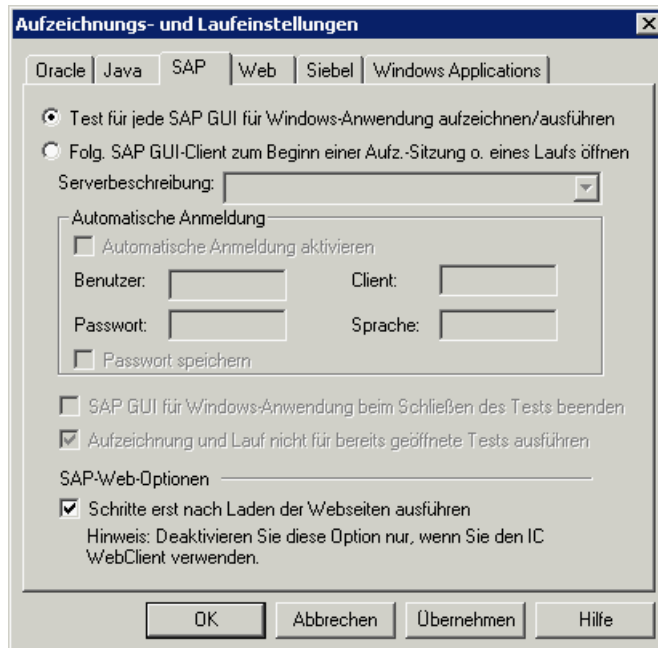 Aufzeichnungs- und Laufeinstellungen
Oracle Java SAP Web Siebel Windows Applications
Test für jede SAP GUI für Windows-Anwendung aufzeichnen/ausführen
Folg. SAP GUI-Client zum Beginn einer Aufz.-Sitzung o. eines Laufs öffnen
Serverbeschreibung:
Automatische Anmeldung
Automatische Anmeldung aktivieren
Benutzer: Client:
Passwort: Sprache:
Passwort speichern
SAP GUI für Windows-Anwendung beim Schließen des Tests beenden
Aufzeichnung und Lauf nicht für bereits geöffnete Tests ausführen
SAP-Web-Optionen
Schritte erst nach Laden der Webseiten ausführen
Hinweis: Deaktivieren Sie diese Option nur, wenn Sie den IC
WebClient verwenden.
OK Abbrechen Übernehmen Hilfe